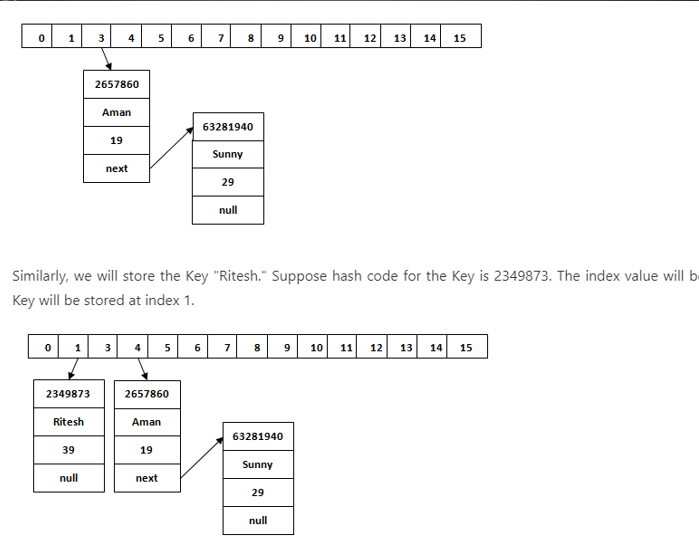 0 1 3 4 5 6 7 8 9 10 11 12 13 14 15
2657860
Aman
19
next
63281940
Sunny
29
null
Similarly, we will store the Key "Ritesh." Suppose hash code for the Key is 2349873. The index value will
Key will be stored at index 1.
0 1 3 4 5 6 7 8 9 10 11 12 13 14 15
2349873
Ritesh
39
null
2657860
Aman
19
next
63281940
Sunny
29
null